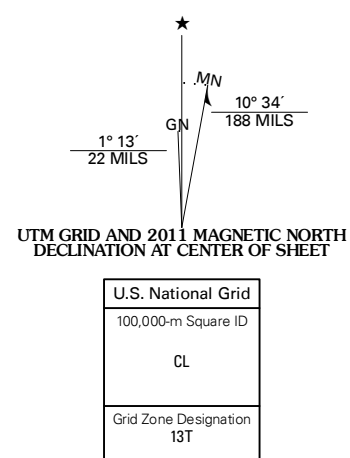 ★
MN
GN
1° 13´
22 MILS
10° 34´
188 MILS
UTM GRID AND 2011 MAGNETIC NORTH
DECLINATION AT CENTER OF SHEET
U.S. National Grid
100,000-m Square ID
CL
Grid Zone Designation
13T